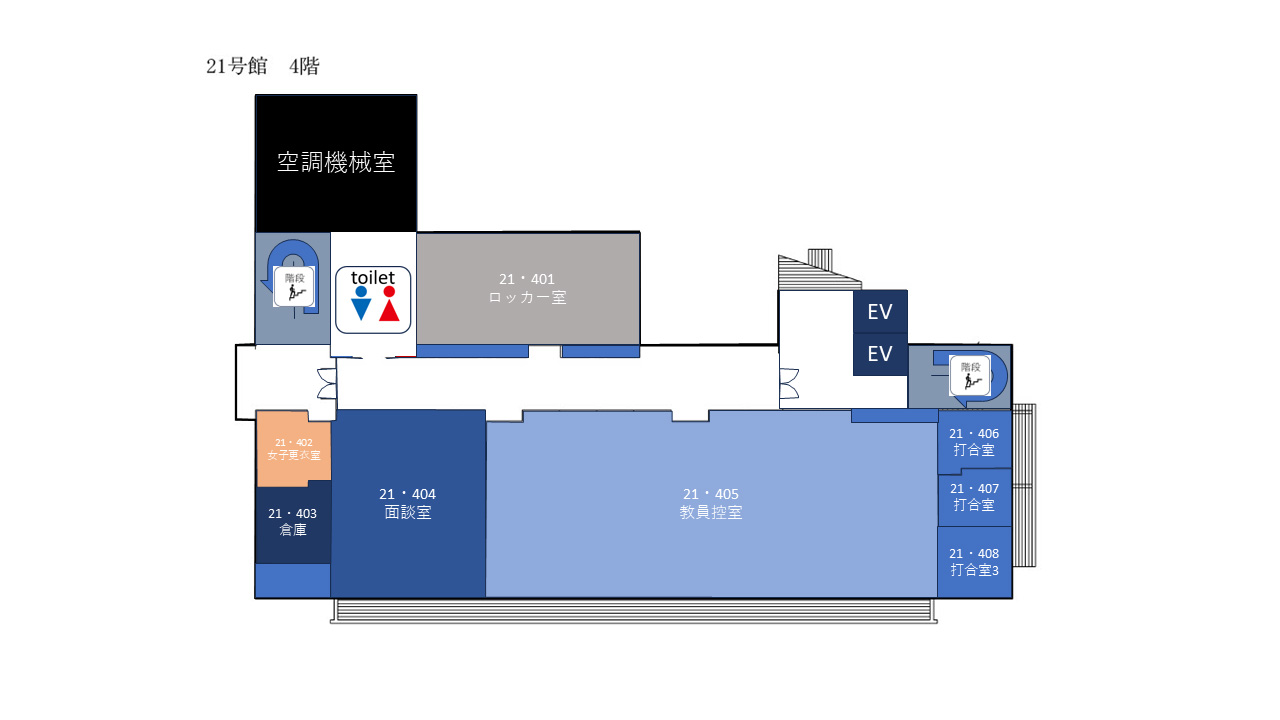 21号館　4階
空調機械室
階段
toilet
21・401
ロッカー室
EV
EV
階段
21・402
女子更衣室
21・403
倉庫
21・404
面談室
21・405
教員控室
21・406
打合室
21・407
打合室
21・408
打合室3